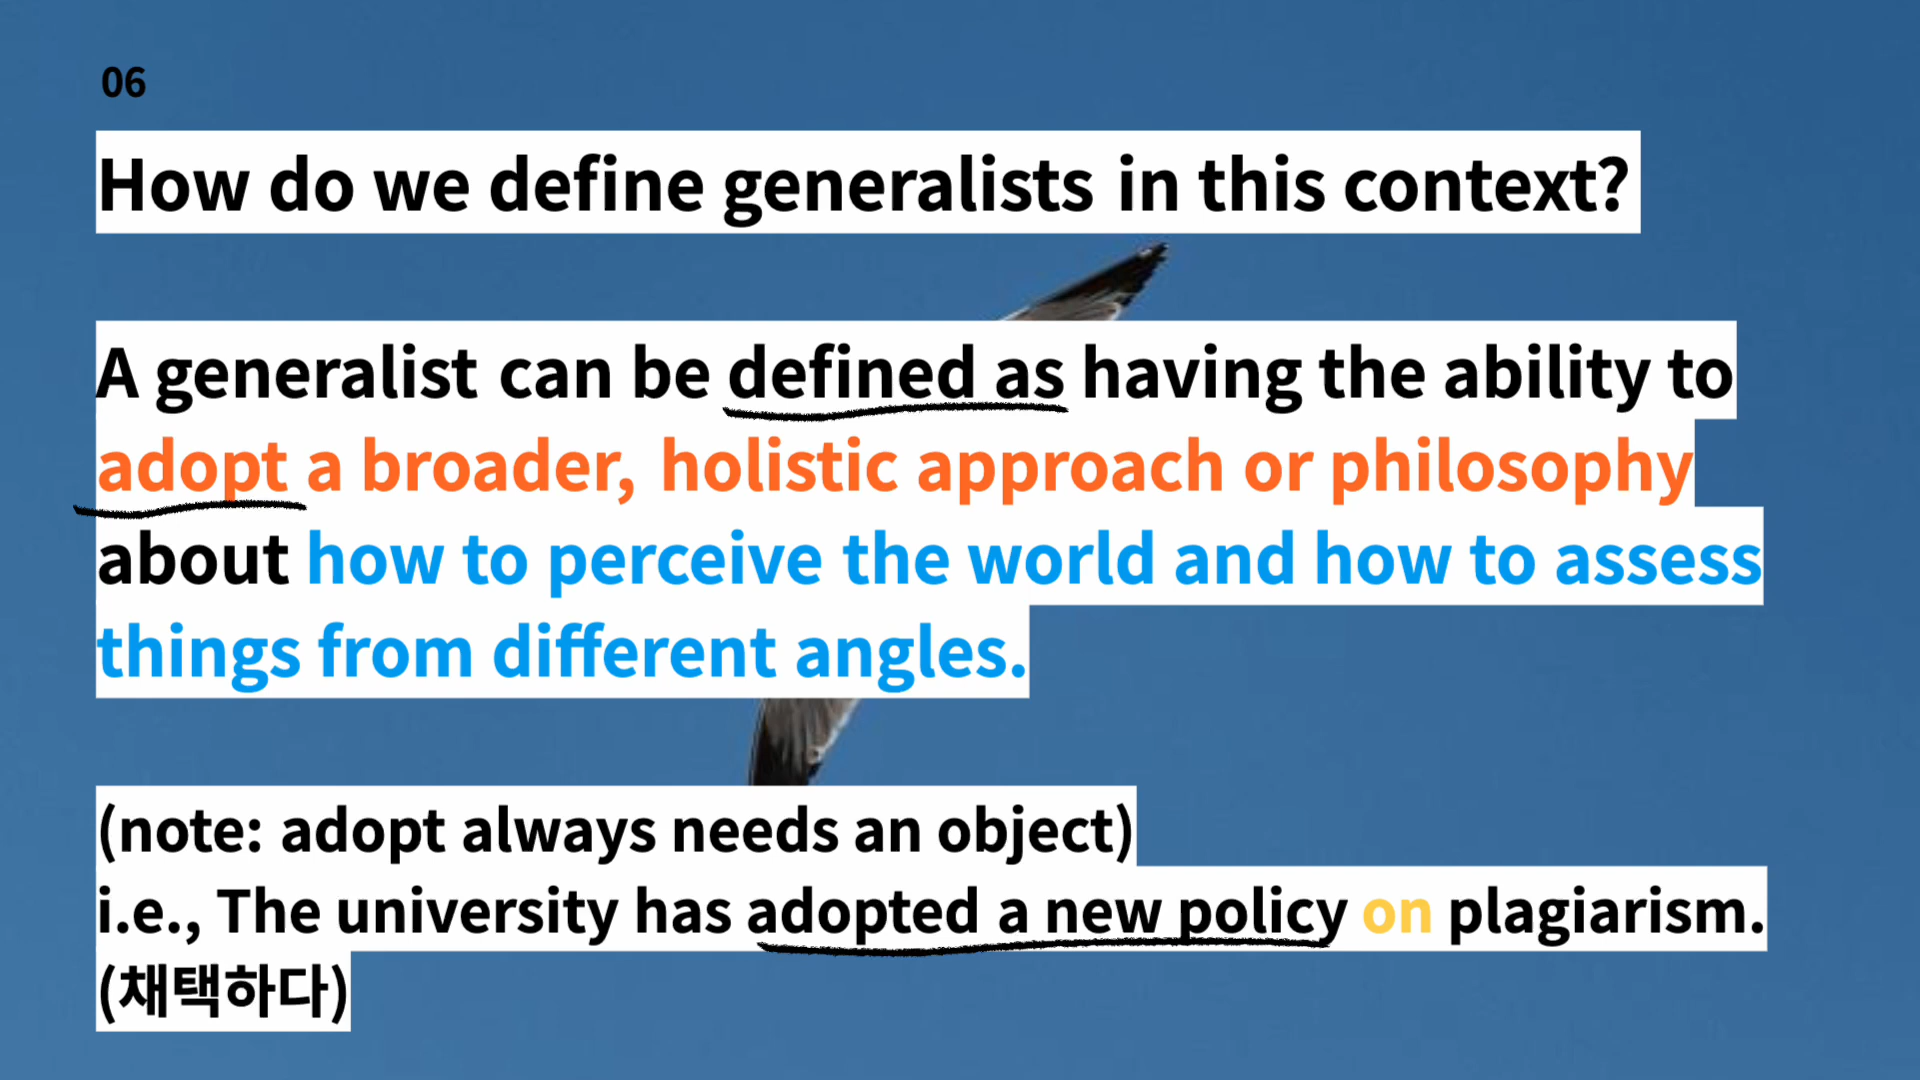 06
How do we define generalists in this context?
A generalist can be defined as having the ability to
adopt a broader, holistic approach or philosophy
about how to perceive the world and how to assess
things from different angles.
(note: adopt always needs an object)
i.e., The university has adopted a new policy on plagiarism.
(채택하다)